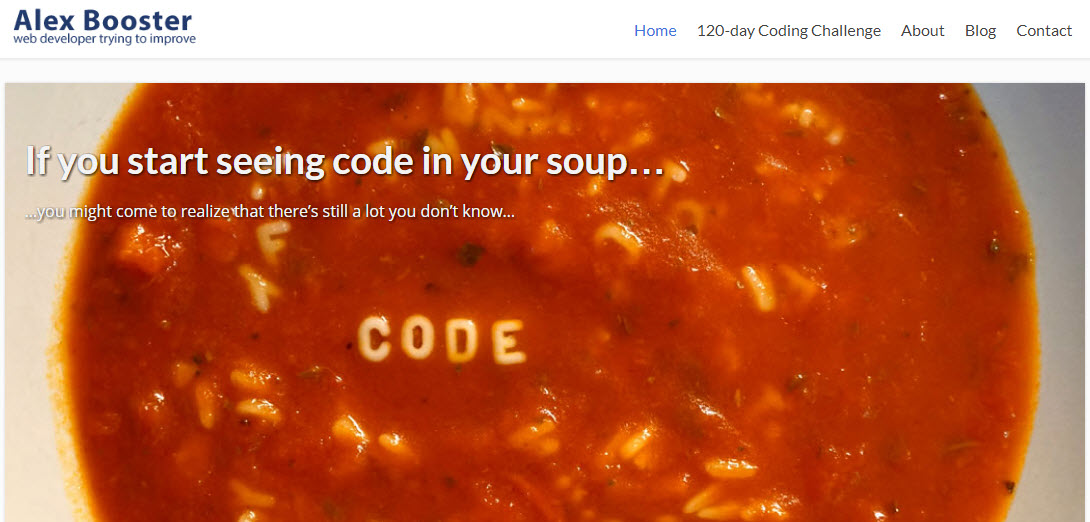 Alex Booster
web developer trying to improve
Home 120-day Coding Challenge About Blog Contact
If you start seeing code in your soup…
...you might come to realize that there’s still a lot you don’t know...
F
CODE